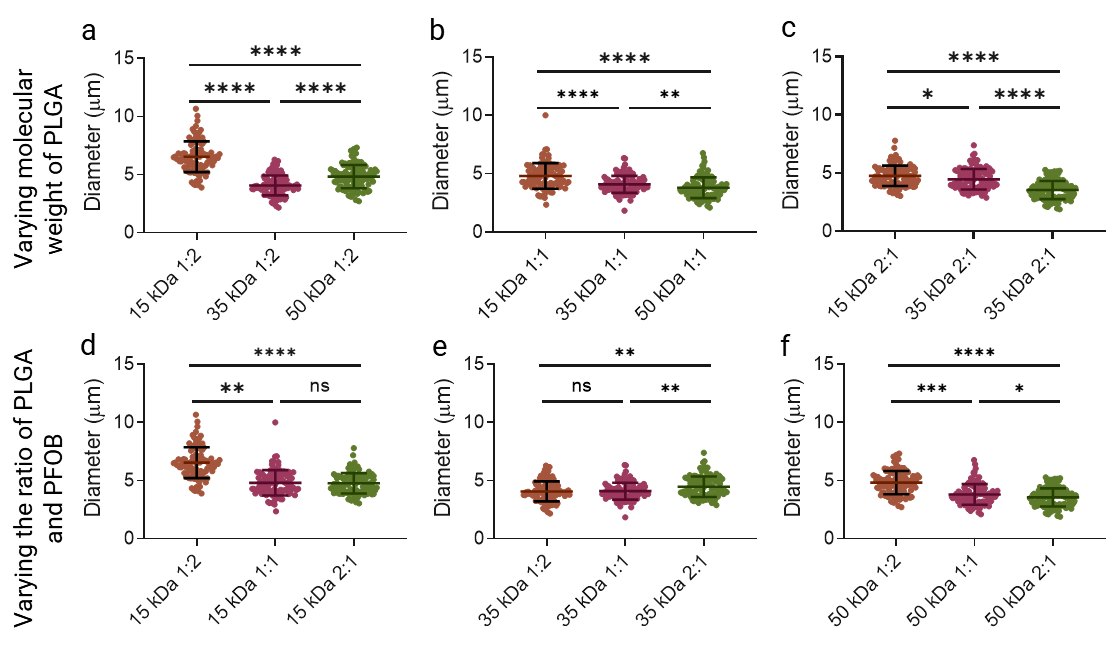 Varying molecular
weight of PLGA
a
Diameter (μm)
15
10
5
0
****
**** ****
15 kDa 1:2
35 kDa 1:2
50 kDa 1:2
b
Diameter (μm)
15
10
5
0
****
**** **
15 kDa 1:1
35 kDa 1:1
50 kDa 1:1
c
Diameter (μm)
15
10
5
0
****
* ****
15 kDa 2:1
35 kDa 2:1
35 kDa 2:1
Varying the ratio of PLGA
and PFOB
d
Diameter (μm)
15
10
5
0
****
** ns
15 kDa 1:2
15 kDa 1:1
15 kDa 2:1
e
Diameter (μm)
15
10
5
0
**
ns **
35 kDa 1:2
35 kDa 1:1
35 kDa 2:1
f
Diameter (μm)
15
10
5
0
****
*** *
50 kDa 1:2
50 kDa 1:1
50 kDa 2:1